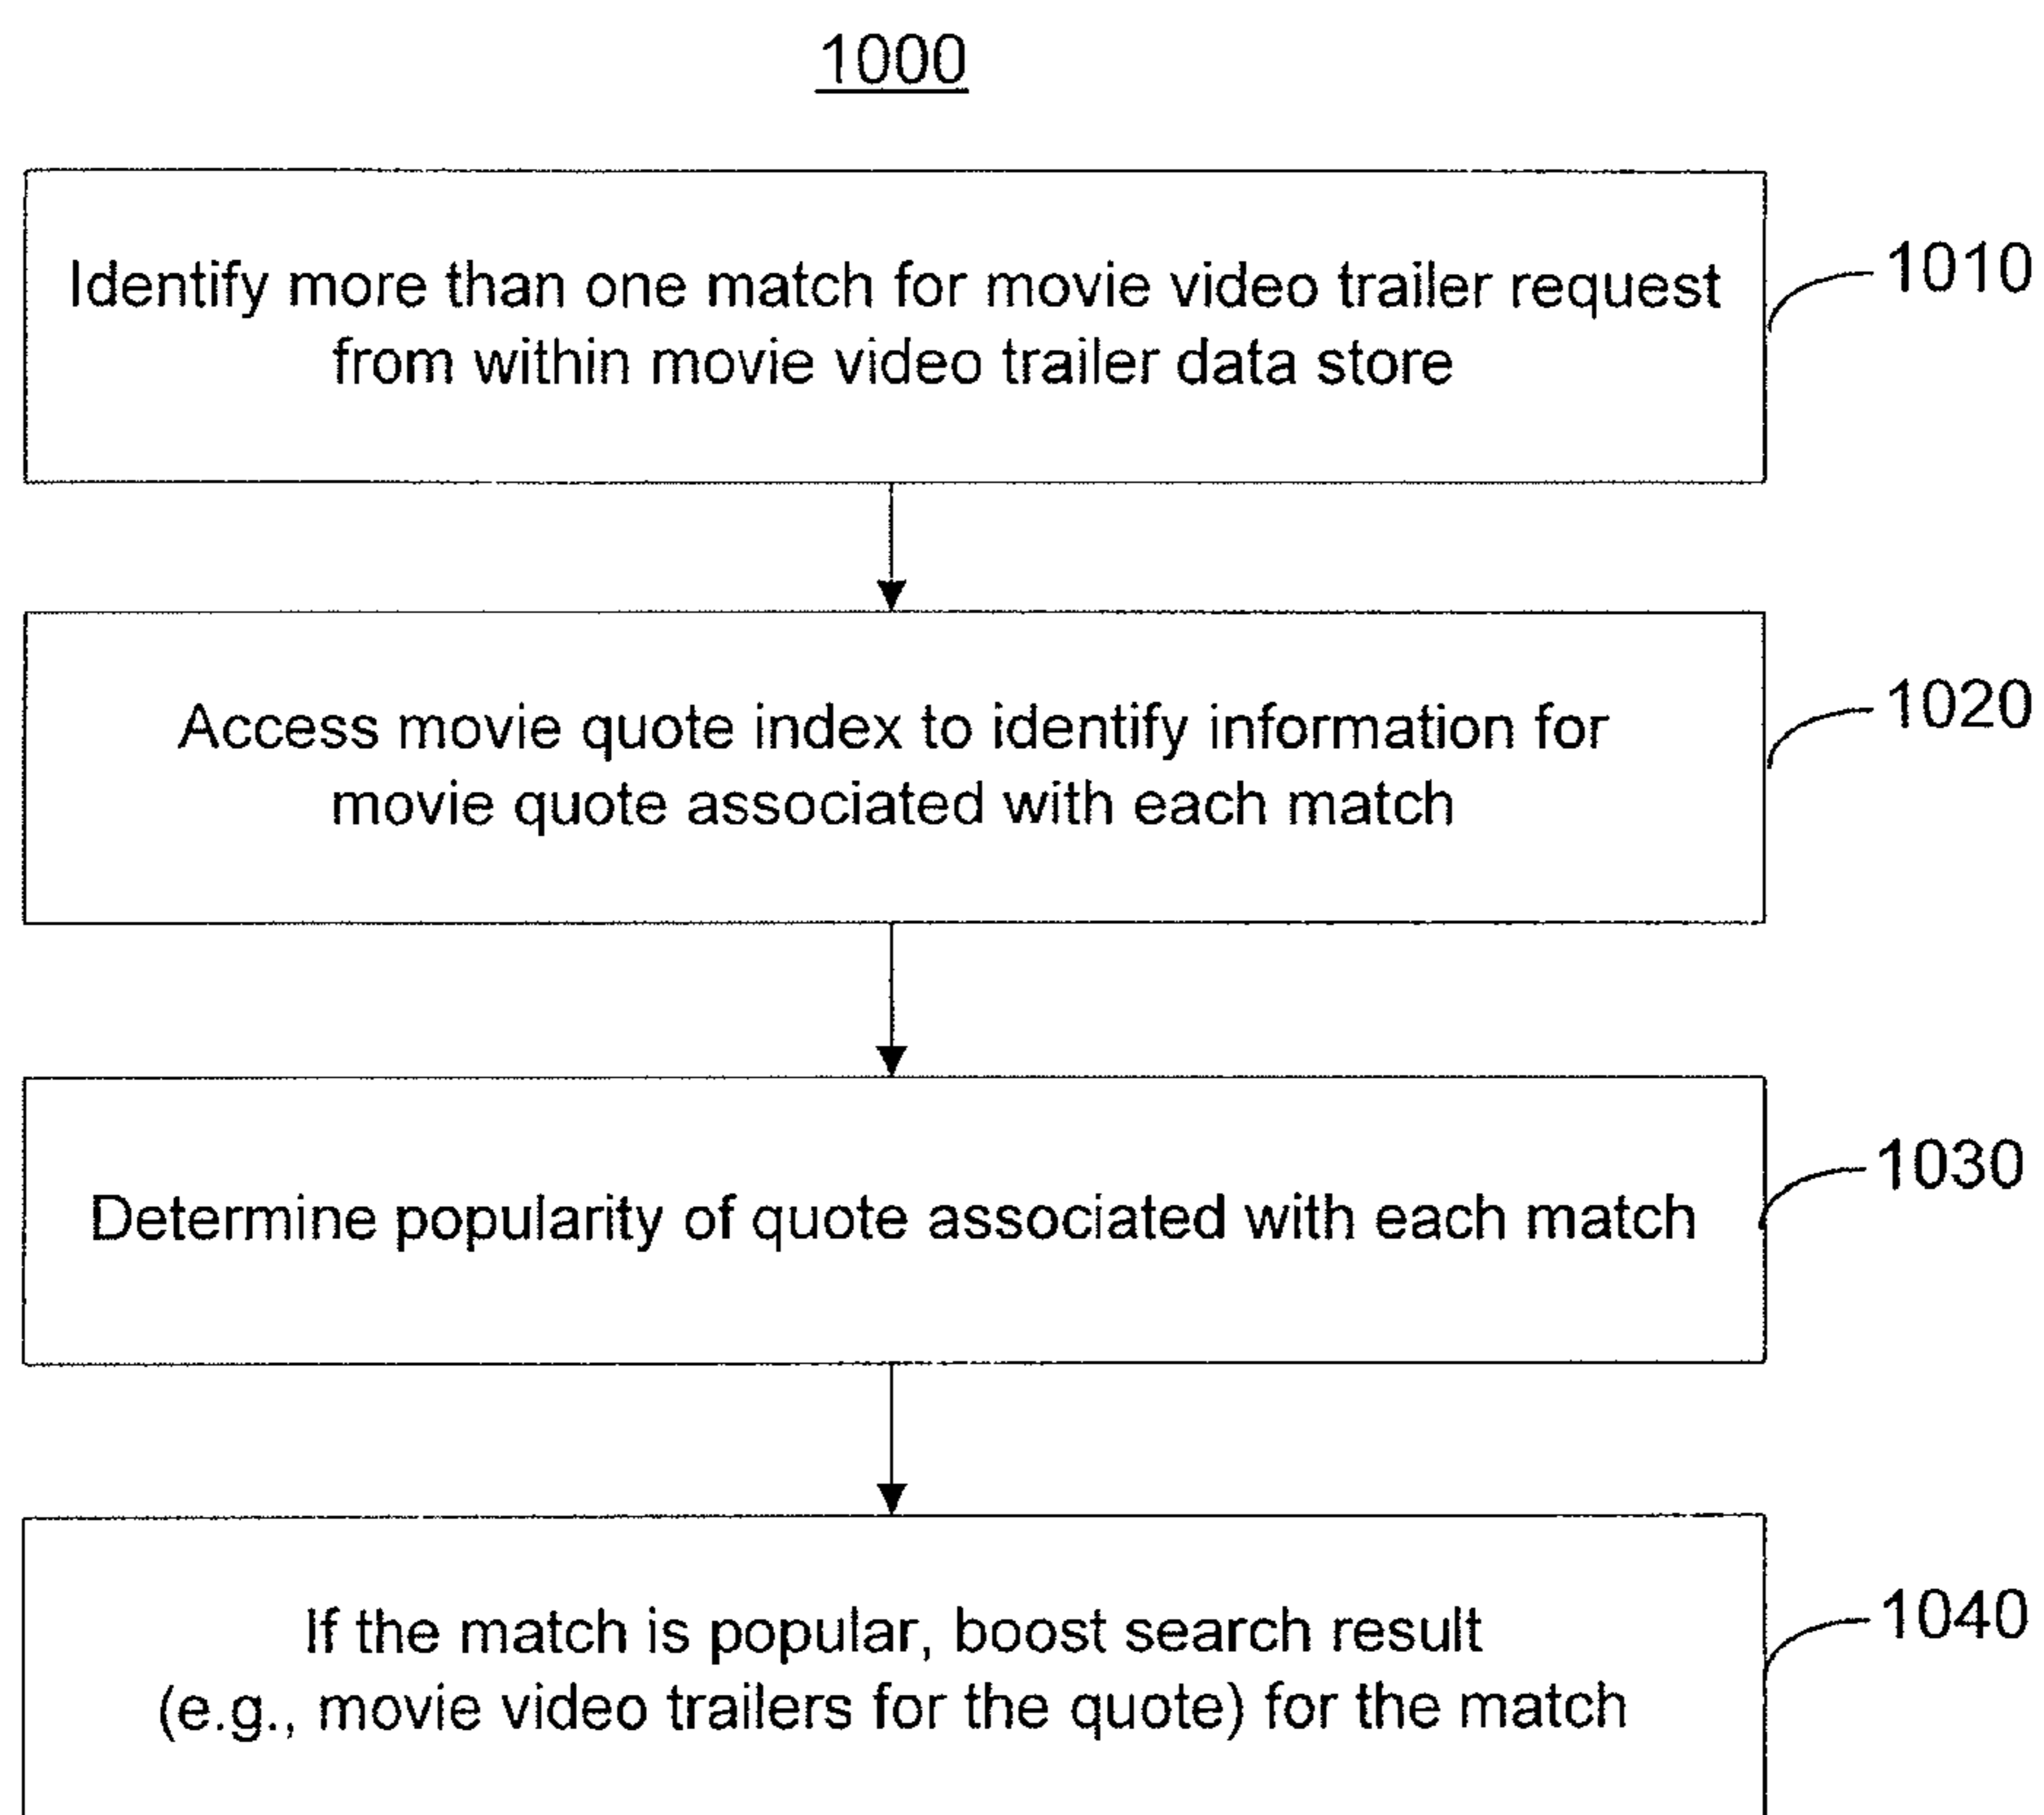 1000
Identify more than one match for movie video trailer request
from within movie video trailer data store
1010
Access movie quote index to identify information for
movie quote associated with each match
1020
Determine popularity of quote associated with each match
1030
If the match is popular, boost search result
(e.g., movie video trailers for the quote) for the match
1040